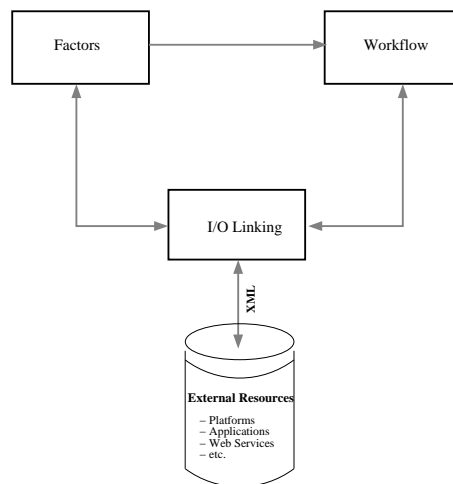 Factors
Workflow
I/O Linking
XML
External Resources
– Platforms
– Applications
– Web Services
– etc.